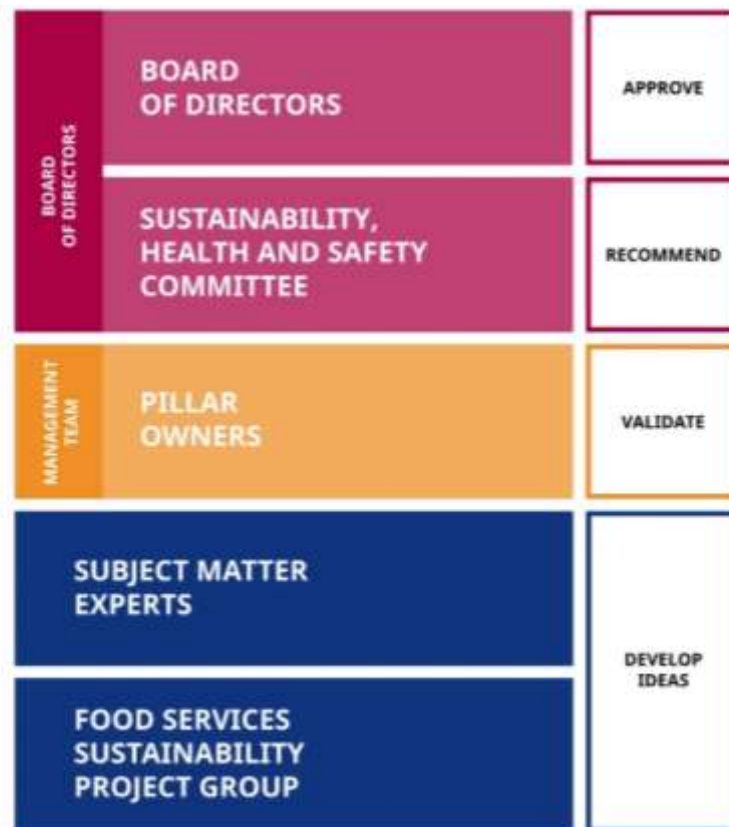 BOARD
OF DIRECTORS
BOARD
OF DIRECTORS
APPROVE
SUSTAINABILITY,
HEALTH AND SAFETY
COMMITTEE
RECOMMEND
MANAGEMENT
TEAM
PILLAR
OWNERS
VALIDATE
SUBJECT MATTER
EXPERTS
DEVELOP
IDEAS
FOOD SERVICES
SUSTAINABILITY
PROJECT GROUP